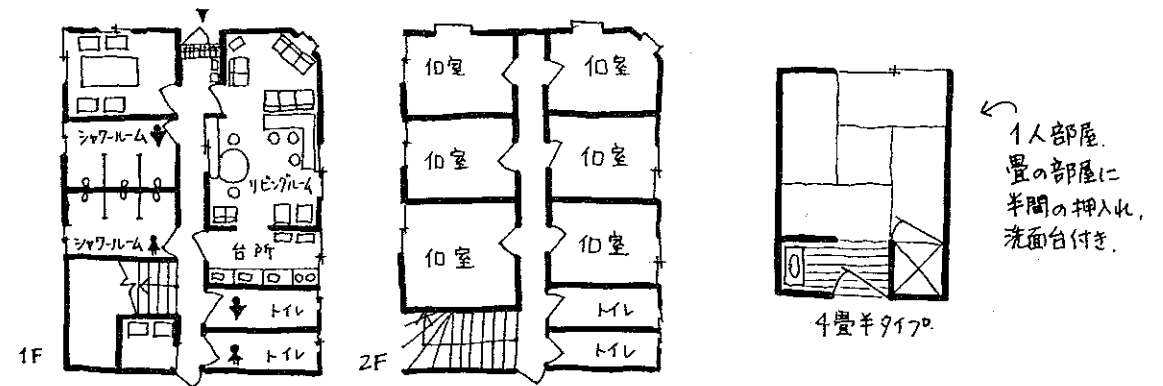 シャワールーム
リビングルーム
シャワールーム
台所
トイレ
トイレ
1F
個室
個室
個室
個室
個室
個室
トイレ
トイレ
2F
1人部屋.
畳の部屋に
半間の押入れ,
洗面台付き.
4畳半タイプ.